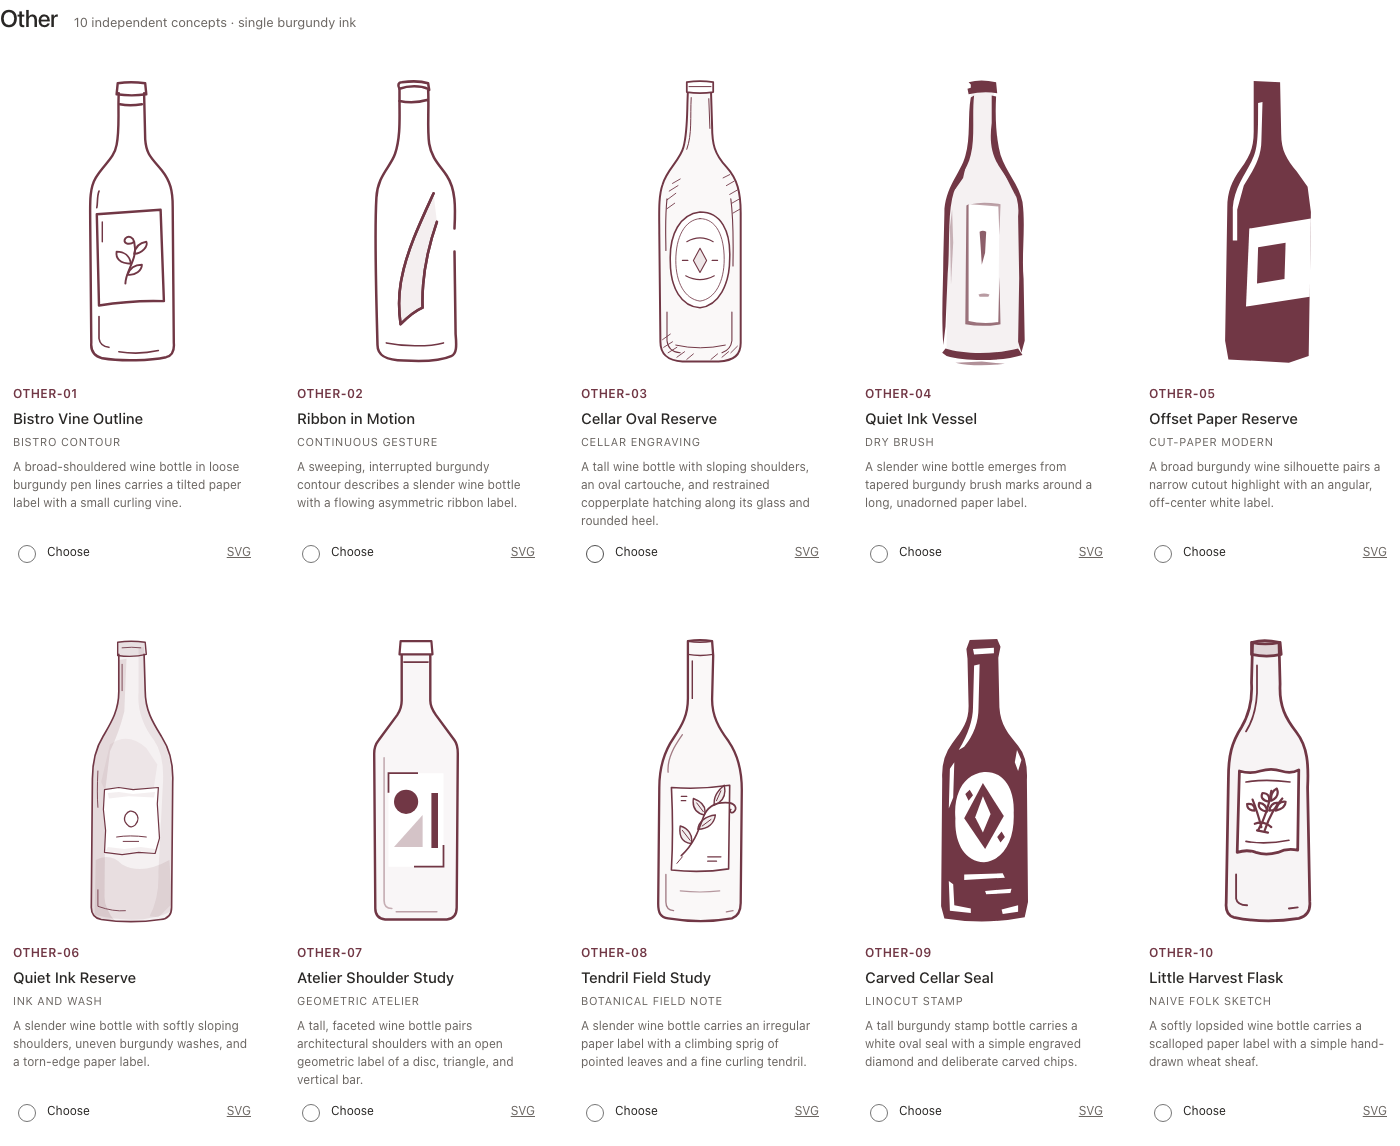 Other 10 independent concepts · single burgundy ink
OTHER-01
Bistro Vine Outline
BISTRO CONTOUR
A broad-shouldered wine bottle in loose
burgundy pen lines carries a tilted paper
label with a small curling vine.
Choose SVG
OTHER-02
Ribbon in Motion
CONTINUOUS GESTURE
A sweeping, interrupted burgundy
contour describes a slender wine bottle
with a flowing asymmetric ribbon label.
Choose SVG
OTHER-03
Cellar Oval Reserve
CELLAR ENGRAVING
A tall wine bottle with sloping shoulders,
an oval cartouche, and restrained
copperplate hatching along its glass and
rounded heel.
Choose SVG
OTHER-04
Quiet Ink Vessel
DRY BRUSH
A slender wine bottle emerges from
tapered burgundy brush marks around a
long, unadorned paper label.
Choose SVG
OTHER-05
Offset Paper Reserve
CUT-PAPER MODERN
A broad burgundy wine silhouette pairs a
narrow cutout highlight with an angular,
off-center white label.
Choose SVG
OTHER-06
Quiet Ink Reserve
INK AND WASH
A slender wine bottle with softly sloping
shoulders, uneven burgundy washes, and
a torn-edge paper label.
Choose SVG
OTHER-07
Atelier Shoulder Study
GEOMETRIC ATELIER
A tall, faceted wine bottle pairs
architectural shoulders with an open
geometric label of a disc, triangle, and
vertical bar.
Choose SVG
OTHER-08
Tendril Field Study
BOTANICAL FIELD NOTE
A slender wine bottle carries an irregular
paper label with a climbing sprig of
pointed leaves and a fine curling tendril.
Choose SVG
OTHER-09
Carved Cellar Seal
LINOCUT STAMP
A tall burgundy stamp bottle carries a
white oval seal with a simple engraved
diamond and deliberate carved chips.
Choose SVG
OTHER-10
Little Harvest Flask
NAIVE FOLK SKETCH
A softly lopsided wine bottle carries a
scalloped paper label with a simple hand-
drawn wheat sheaf.
Choose SVG